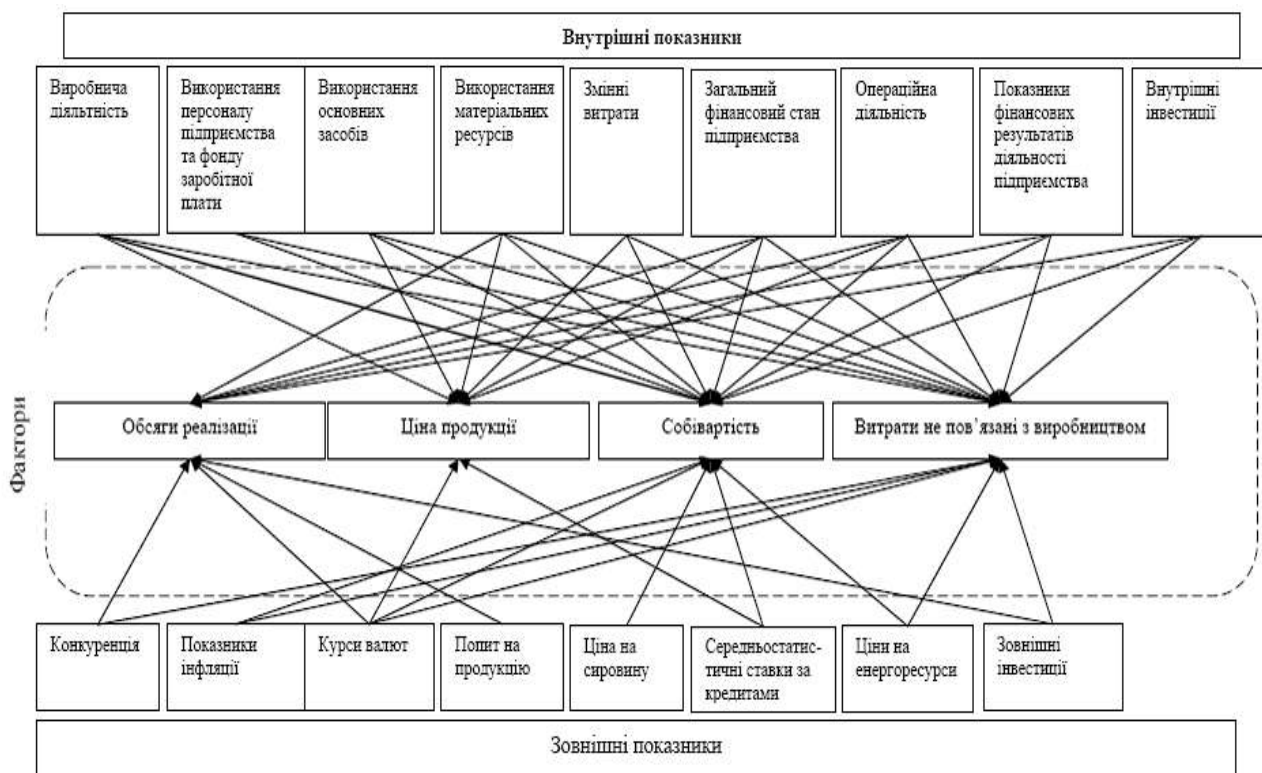 Внутрішні показники
Виробнича
діяльтність
Використання
персоналу
підприємства
та фонду
заробітної
плати
Використання
основних
засобів
Використання
матеріальних
ресурсів
Змінні
витрати
Загальний
фінансовий стан
підприємства
Операційна
діяльність
Показники
фінансових
результатів
діяльності
підприємства
Внутрішні
інвестиції
Фактори
Обсяги реалізації
Ціна продукції
Собівартість
Витрати не пов’язані з виробництвом
Конкуренція
Показники
інфляції
Курси валют
Попит на
продукцію
Ціна на
сировину
Середньостатис-
тичні ставки за
кредитами
Ціни на
енергоресурси
Зовнішні
інвестиції
Зовнішні показники